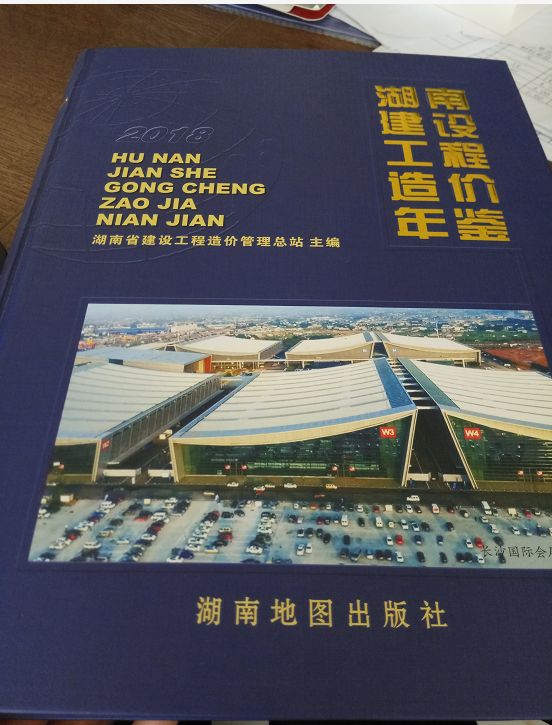 湖南
建设
工程
造价
年鉴
2018
HU NAN
JIAN SHE
GONG CHENG
ZAO JIA
NIAN JIAN
湖南省建设工程造价管理总站 主编
W2
W3
W4
长沙国际会展
湖南地图出版社